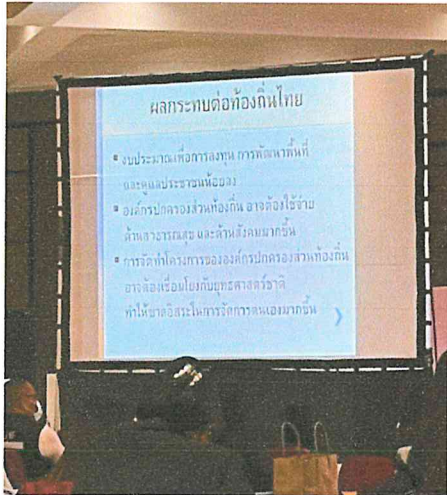 ผลกระทบต่อท้องถิ่นไทย
▪ งบประมาณเพื่อการลงทุน การพัฒนาพื้นที่
และดูแลประชาชนน้อยลง
▪ องค์กรปกครองส่วนท้องถิ่น อาจต้องใช้จ่าย
ด้านสาธารณสุข และด้านสังคมมากขึ้น
▪ การจัดทำโครงการขององค์กรปกครองส่วนท้องถิ่น
อาจต้องเชื่อมโยงกับยุทธศาสตร์ชาติ
ทำให้ขาดอิสระในการจัดการตนเองมากขึ้น